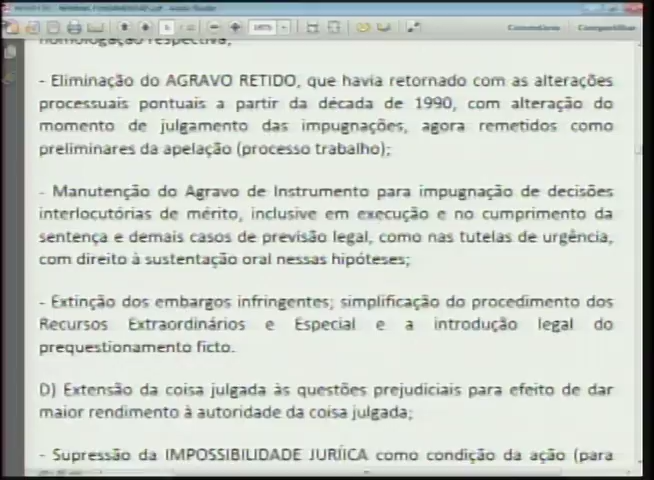 homologação respectiva;
- Eliminação do AGRAVO RETIDO, que havia retornado com as alterações
processuais pontuais a partir da década de 1990, com alteração do
momento de julgamento das impugnações, agora remetidos como
preliminares da apelação (processo trabalho);
- Manutenção do Agravo de Instrumento para impugnação de decisões
interlocutórias de mérito, inclusive em execução e no cumprimento da
sentença e demais casos de previsão legal, como nas tutelas de urgência,
com direito à sustentação oral nessas hipóteses;
- Extinção dos embargos infringentes; simplificação do procedimento dos
Recursos Extraordinários e Especial e a introdução legal do
prequestionamento ficto.
D) Extensão da coisa julgada às questões prejudiciais para efeito de dar
maior rendimento à autoridade da coisa julgada;
- Supressão da IMPOSSIBILIDADE JURÍICA como condição da ação (para